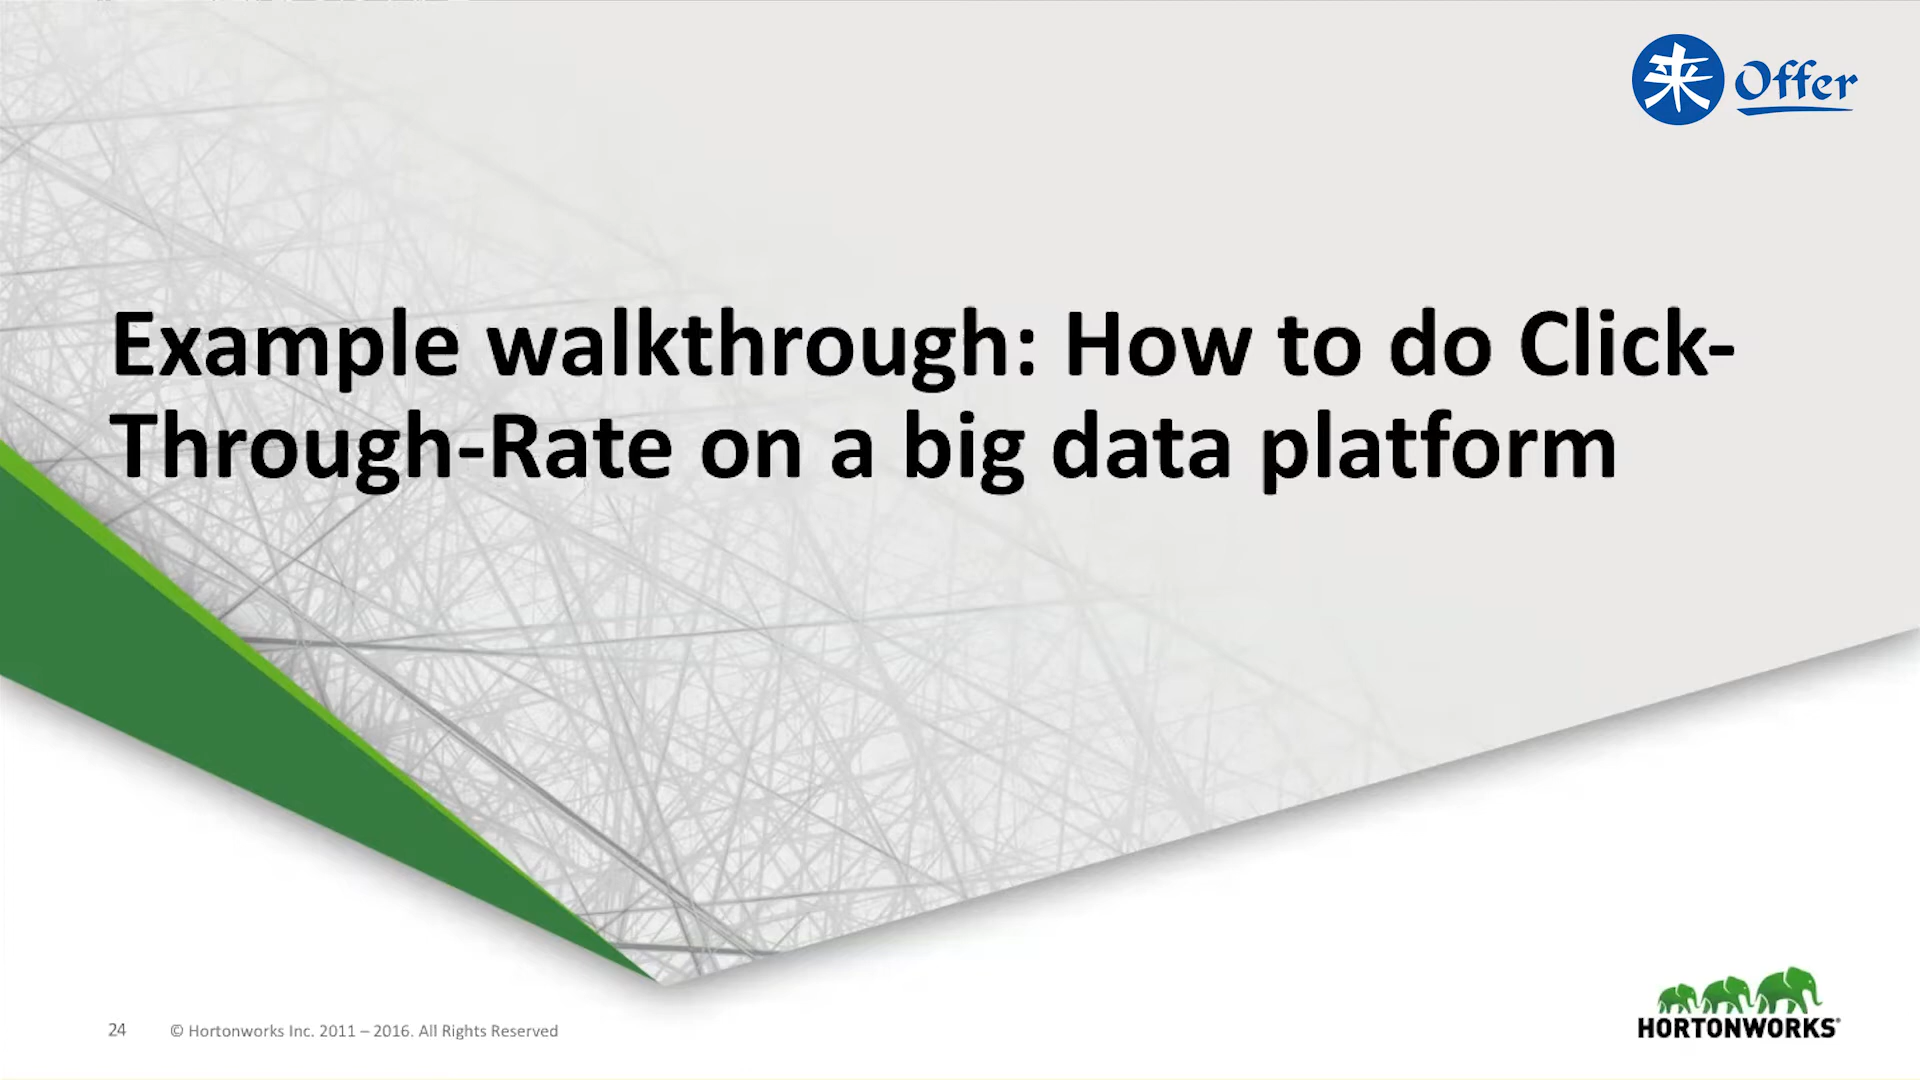 来 Offer
Example walkthrough: How to do Click-
Through-Rate on a big data platform
24 © Hortonworks Inc. 2011 – 2016. All Rights Reserved
HORTONWORKS®